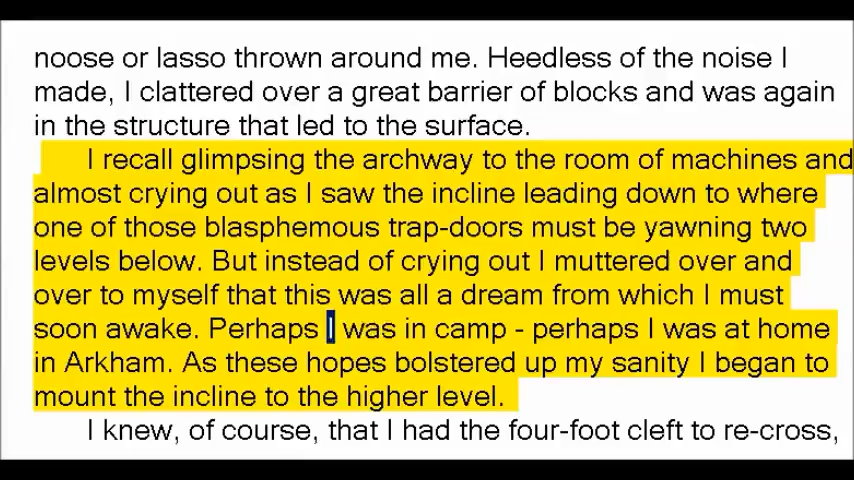 noose or lasso thrown around me. Heedless of the noise I
made, I clattered over a great barrier of blocks and was again
in the structure that led to the surface.
I recall glimpsing the archway to the room of machines and
almost crying out as I saw the incline leading down to where
one of those blasphemous trap-doors must be yawning two
levels below. But instead of crying out I muttered over and
over to myself that this was all a dream from which I must
soon awake. Perhaps I was in camp - perhaps I was at home
in Arkham. As these hopes bolstered up my sanity I began to
mount the incline to the higher level.
I knew, of course, that I had the four-foot cleft to re-cross,